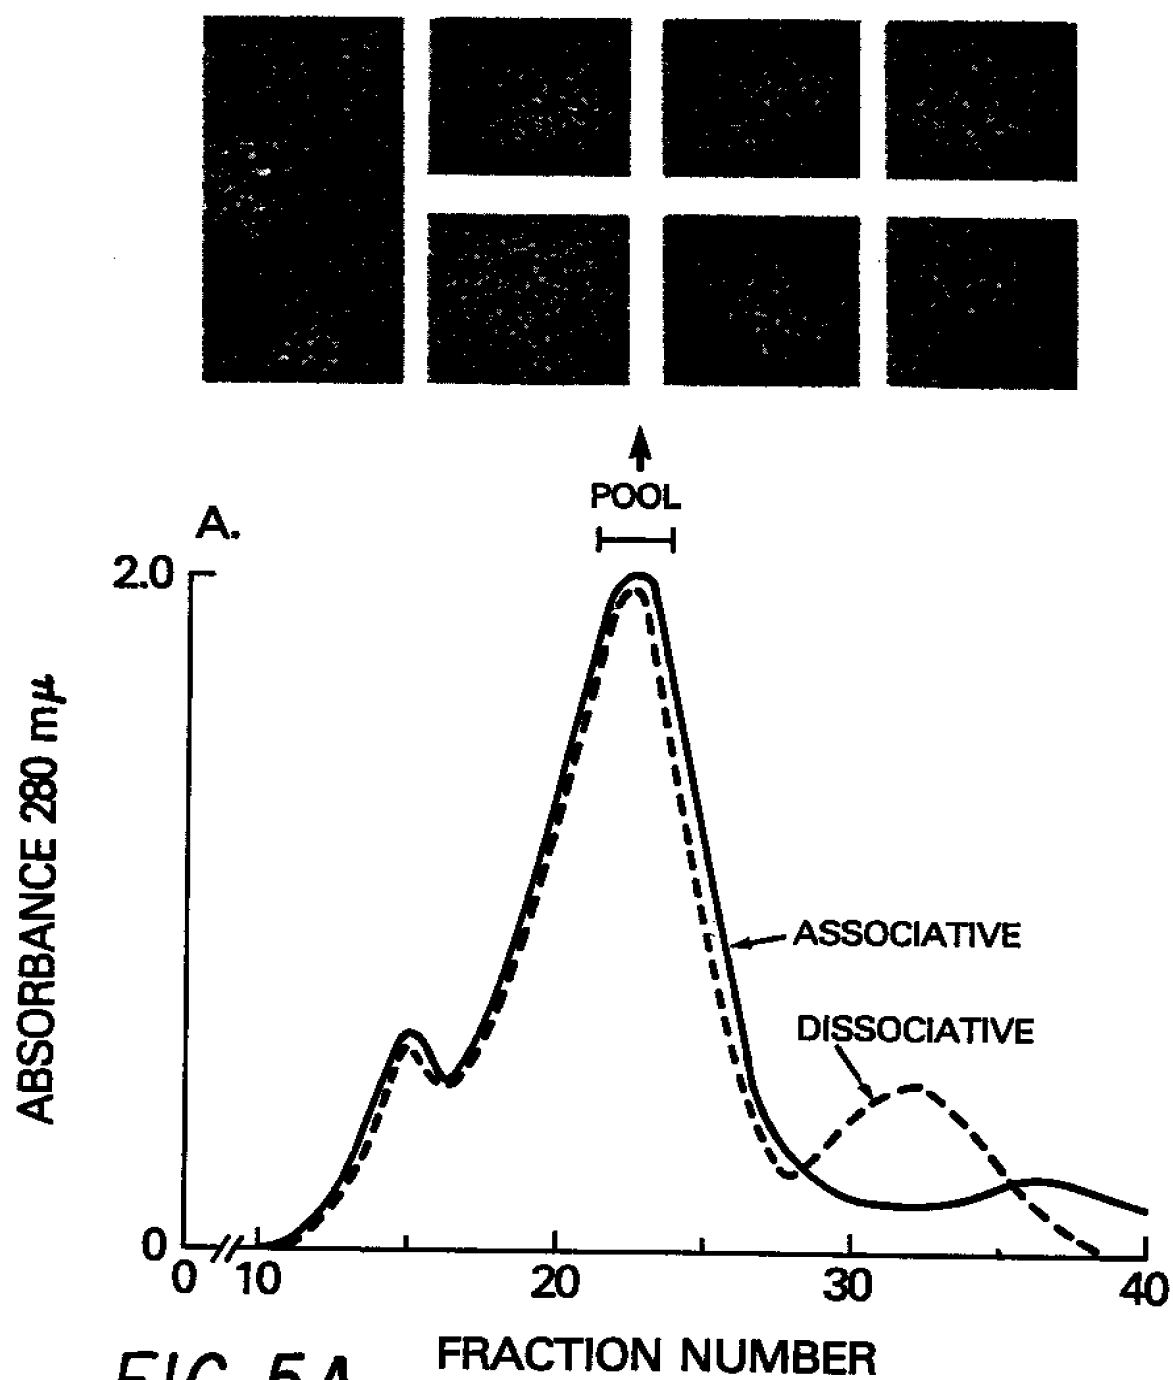 POOL
A.
2.0
ABSORBANCE 280 mμ
ASSOCIATIVE
DISSOCIATIVE
0
0 10 20 30 40
FRACTION NUMBER
FIG. 5A